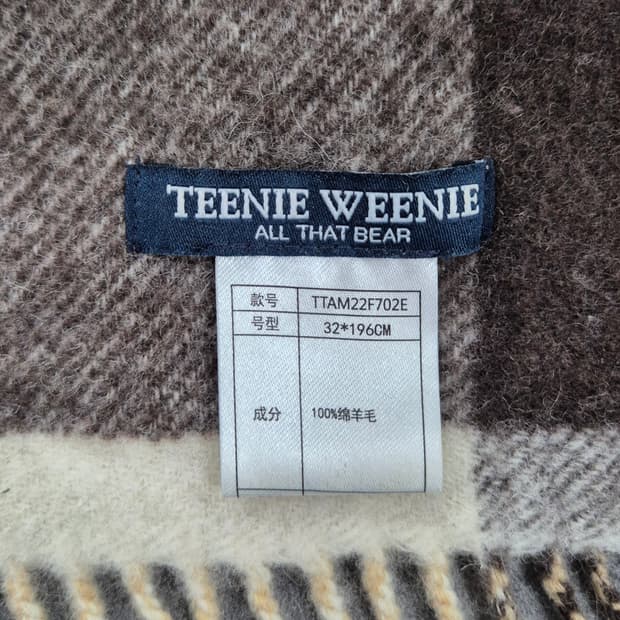 TEENIE WEENIE
ALL THAT BEAR
款号 TTAM22F702E
号型 32*196CM
成分 100%绵羊毛